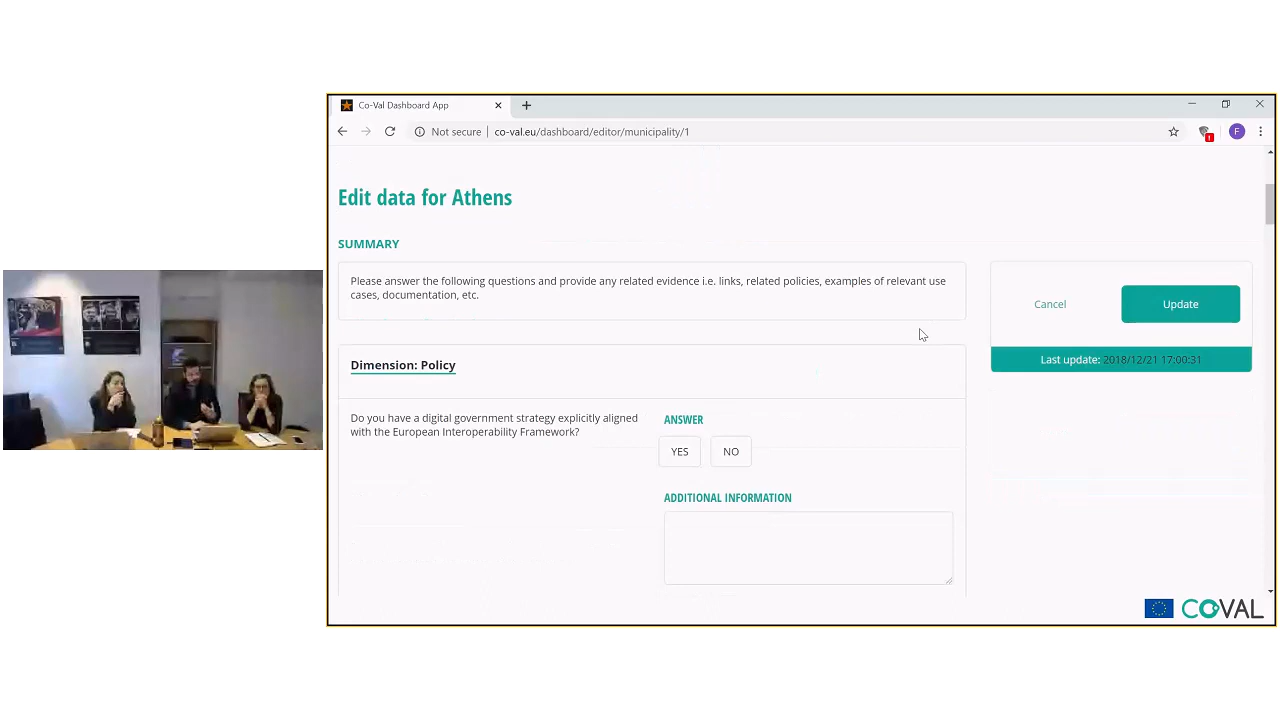 Co-Val Dashboard App
Not secure
co-val.eu/dashboard/editor/municipality/1
F
Edit data for Athens
SUMMARY
Please answer the following questions and provide any related evidence i.e. links, related policies, examples of relevant use
cases, documentation, etc.
Cancel
Update
Last update: 2018/12/21 17:00:31
Dimension: Policy
Do you have a digital government strategy explicitly aligned
with the European Interoperability Framework?
ANSWER
YES
NO
ADDITIONAL INFORMATION
COVAL